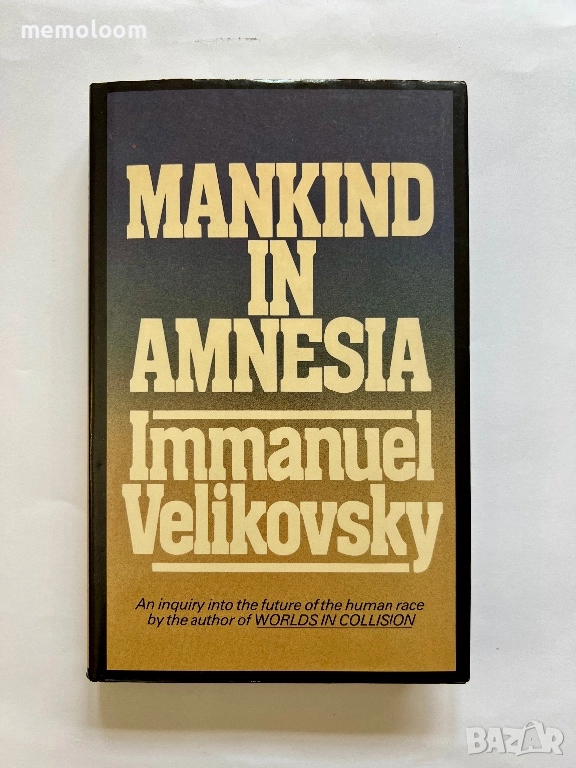 memoloom
MANKIND
IN
AMNESIA
Immanuel
Velikovsky
An inquiry into the future of the human race
by the author of WORLDS IN COLLISION
BAZAR